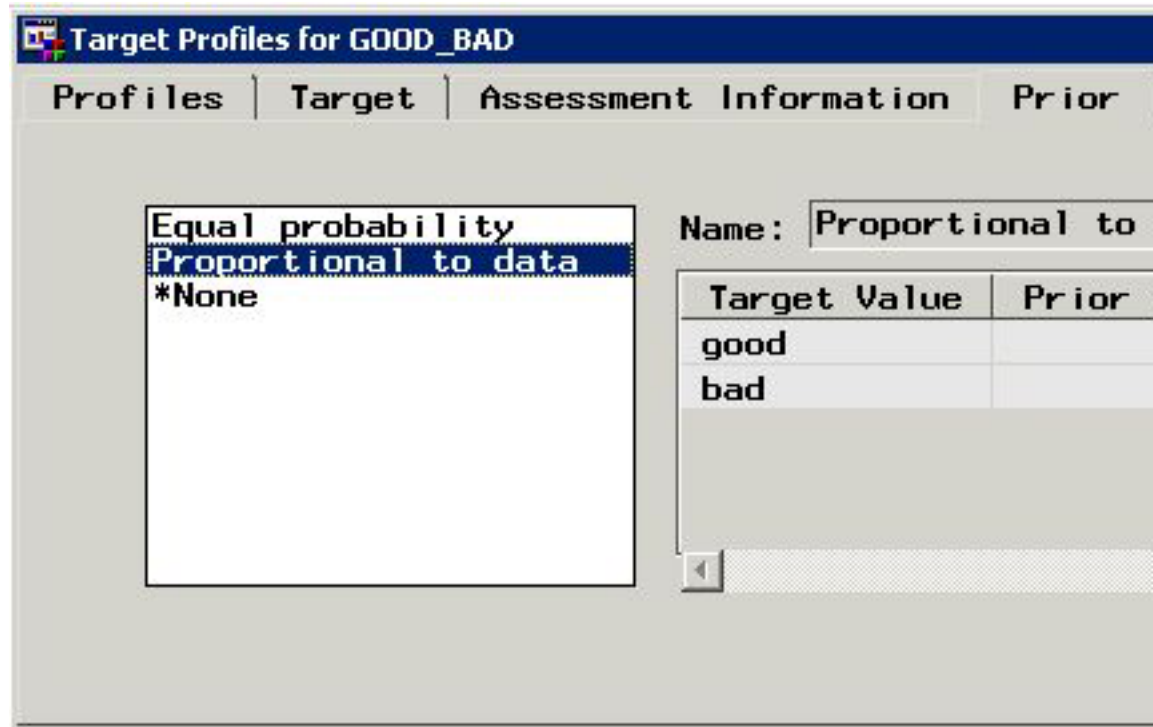 Target Profiles for GOOD_BAD
Profiles Target Assessment Information Prior
Equal probability
Proportional to data
*None
Name: Proportional to
Target Value Prior
good
bad